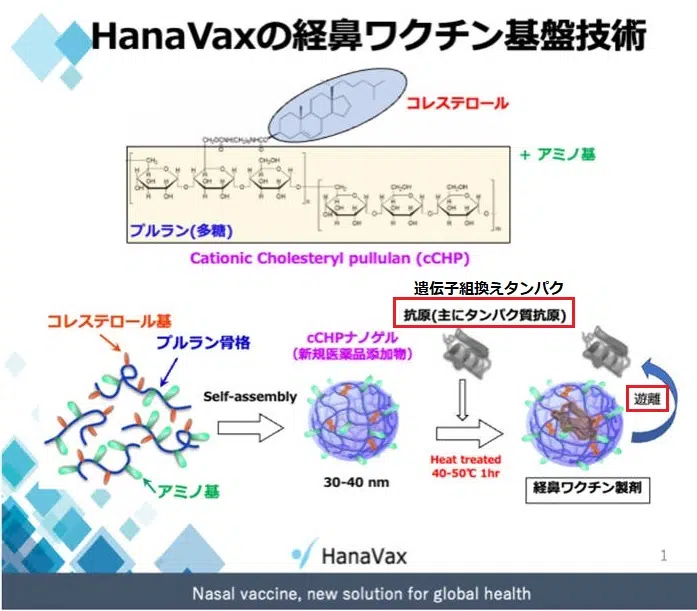 HanaVaxの経鼻ワクチン基盤技術
コレステロール
CH₂OCNH(CH₂)₆NHCO
+ アミノ基
プルラン(多糖)
Cationic Cholesteryl pullulan (cCHP)
遺伝子組換えタンパク
抗原(主にタンパク質抗原)
コレステロール基
プルラン骨格
cCHPナノゲル
(新規医薬品添加物)
Self-assembly
遊離
Heat treated
40-50℃ 1hr
30-40 nm
経鼻ワクチン製剤
アミノ基
HanaVax
1
Nasal vaccine, new solution for global health